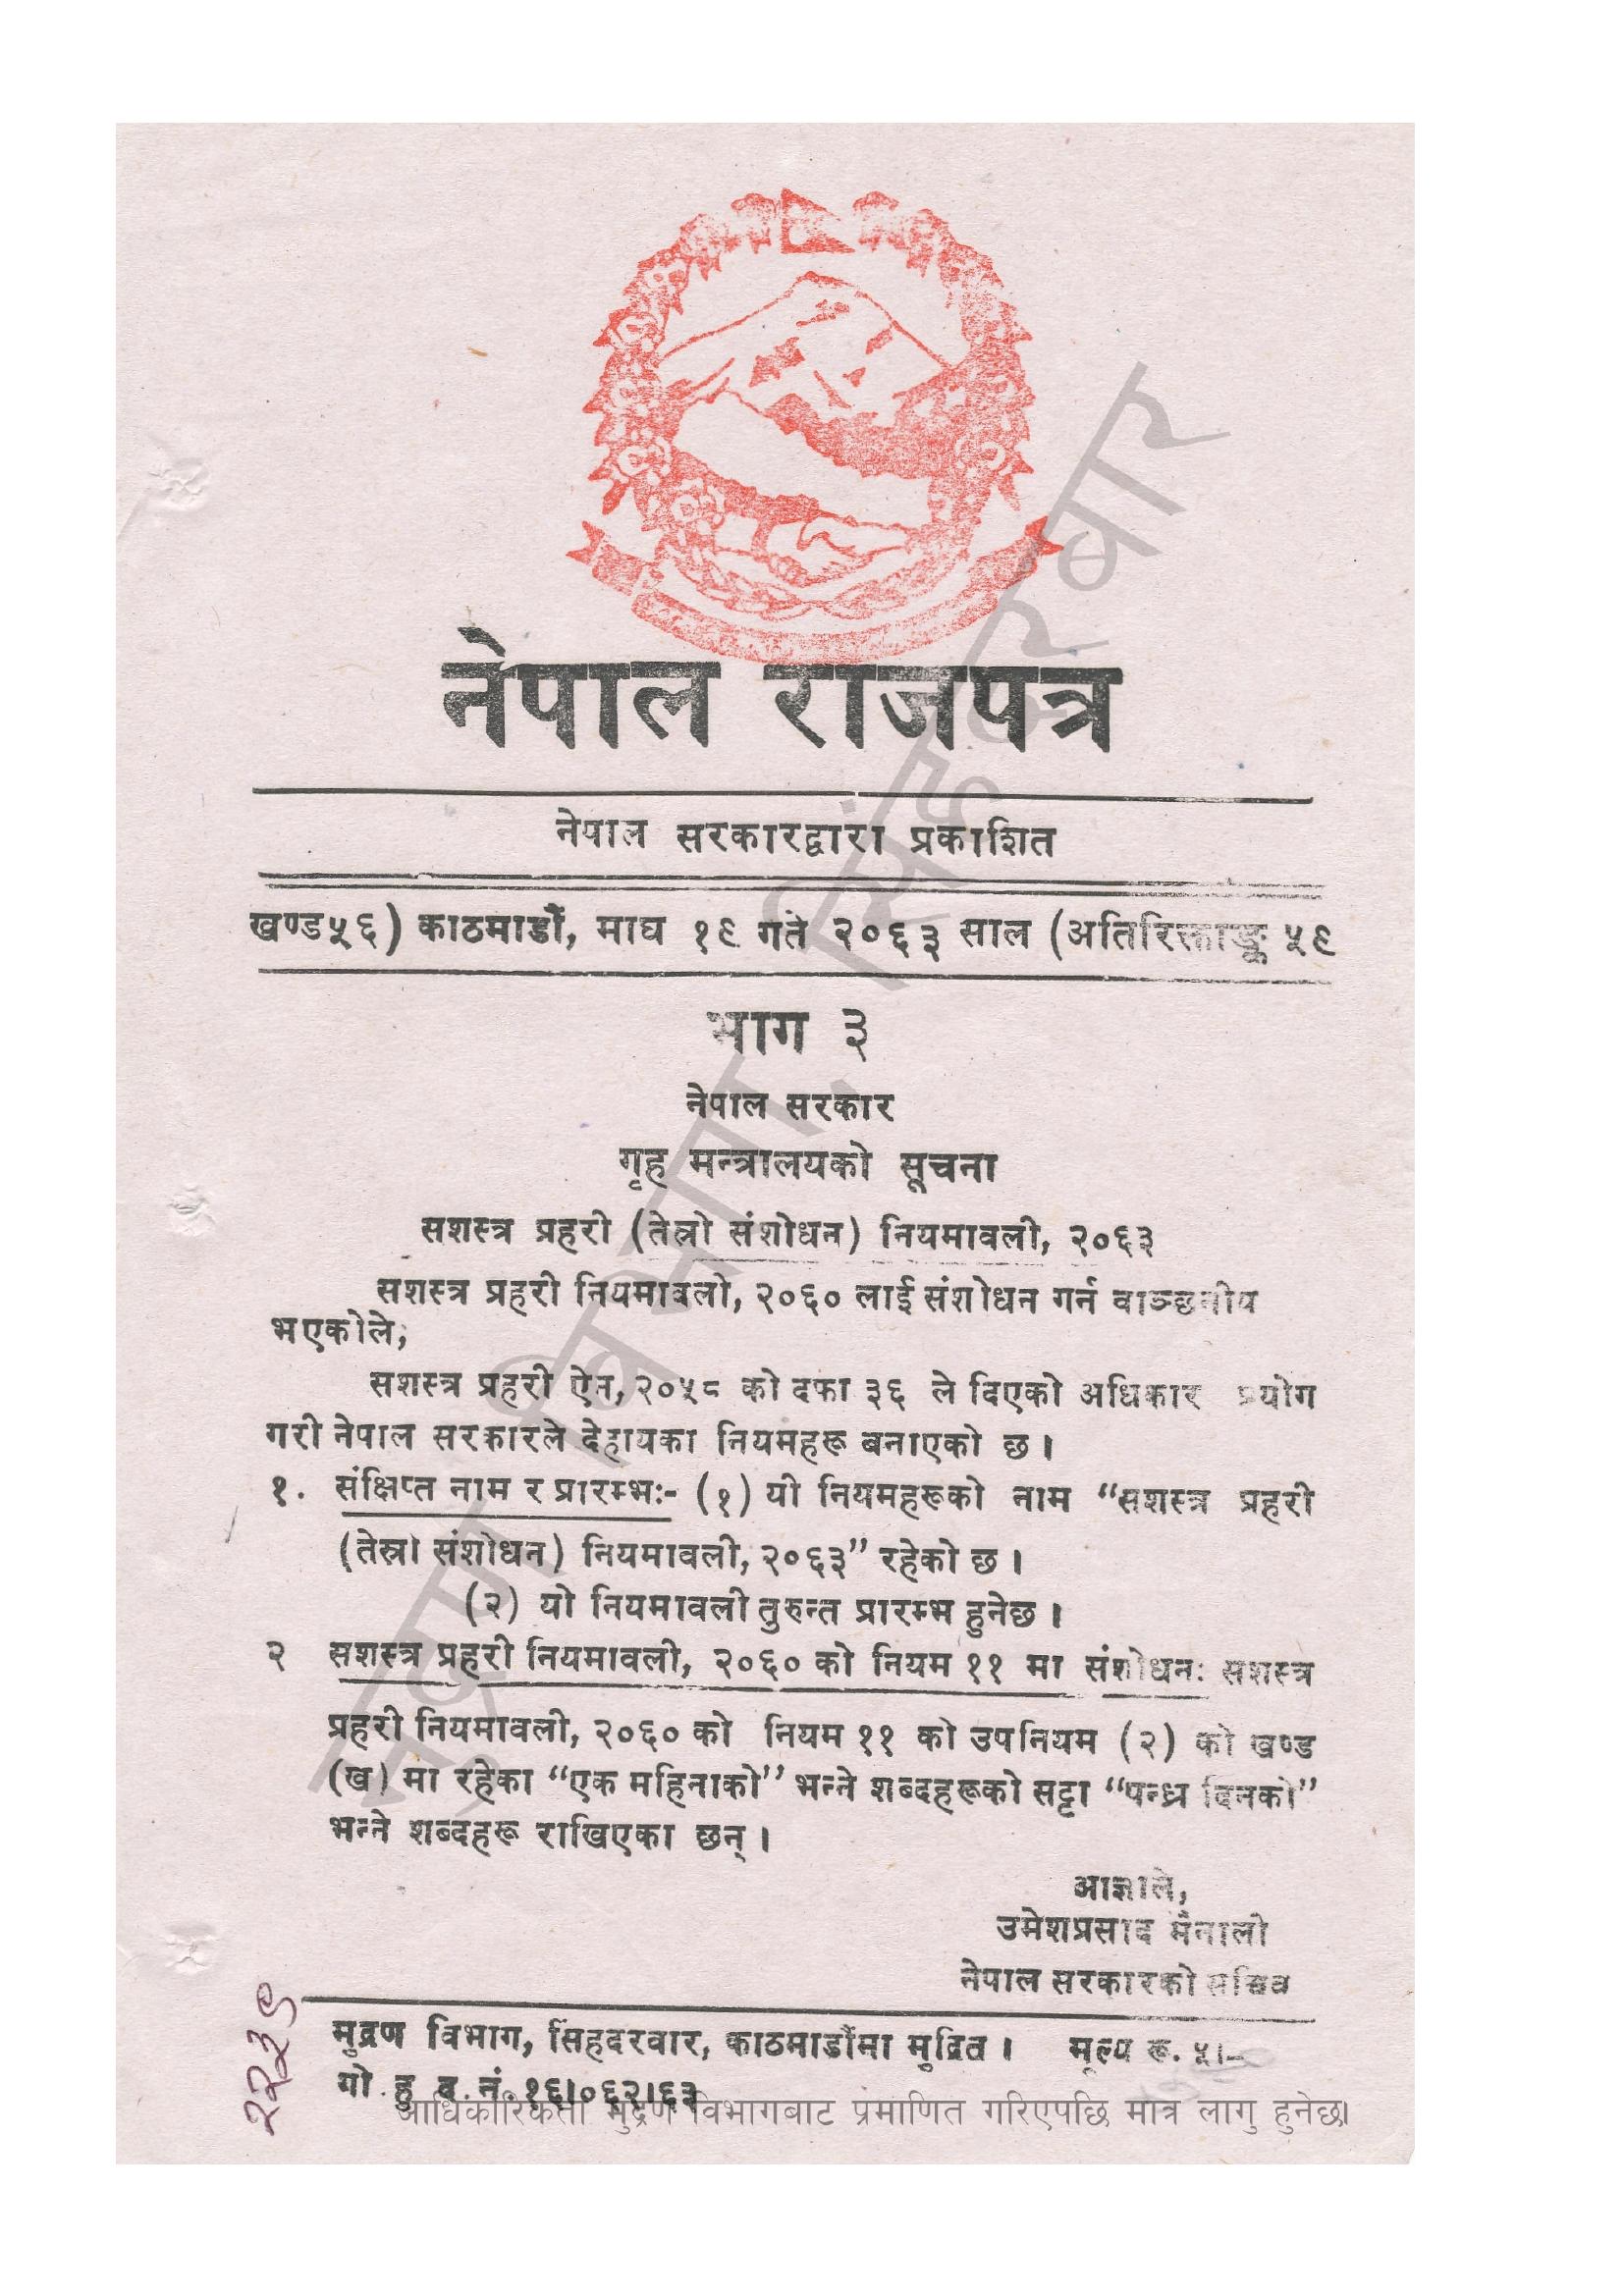 नेपाल राजपत्र
नेपाल सरकारद्वारा प्रकाशित
खण्ड५६) काठमाडौं, माघ १९ गते २०६३ साल (अतिरिक्ताङ्क ५९
भाग ३
नेपाल सरकार
गृह मन्त्रालयको सूचना
सशस्त्र प्रहरी (तेस्रो संशोधन) नियमावली, २०६३
सशस्त्र प्रहरी नियमावली, २०६० लाई संशोधन गर्न वाञ्छनीय
भएकोले,
सशस्त्र प्रहरी ऐन, २०५८ को दफा ३६ ले दिएको अधिकार प्रयोग
गरी नेपाल सरकारले देहायका नियमहरू बनाएको छ ।
१. संक्षिप्त नाम र प्रारम्भः- (१) यी नियमहरूको नाम “सशस्त्र प्रहरी
(तेस्रो संशोधन) नियमावली, २०६३” रहेको छ ।
(२) यो नियमावली तुरुन्त प्रारम्भ हुनेछ ।
२ सशस्त्र प्रहरी नियमावली, २०६० को नियम ११ मा संशोधनः सशस्त्र
प्रहरी नियमावली, २०६० को नियम ११ को उपनियम (२) को खण्ड
(ख) मा रहेका “एक महिनाको” भन्ने शब्दहरूको सट्टा “पन्ध्र दिनको”
भन्ने शब्दहरू राखिएका छन् ।
आज्ञाले,
उमेशप्रसाद मैनाली
नेपाल सरकारको सचिव
मुद्रण विभाग, सिंहदरवार, काठमाडौंमा मुद्रित । मूल्य रू. ५।–
गो. हु. व. नं. १६।०६२।६३
आधिकारिकता मुद्रण विभागबाट प्रमाणित गरिएपछि मात्र लागु हुनेछ।
मुद्रण विभाग, सिंहदरवार